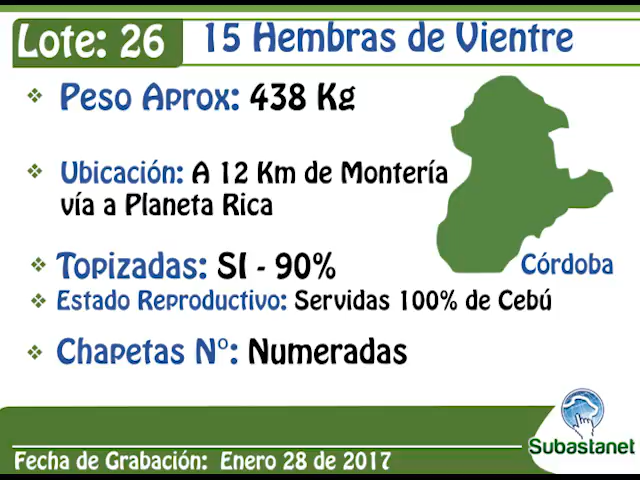 Lote: 26
15 Hembras de Vientre
Peso Aprox: 438 Kg
Ubicación: A 12 Km de Montería
vía a Planeta Rica
Topizadas: SI - 90%
Córdoba
Estado Reproductivo: Servidas 100% de Cebú
Chapetas N°: Numeradas
Subastanet
Fecha de Grabación: Enero 28 de 2017